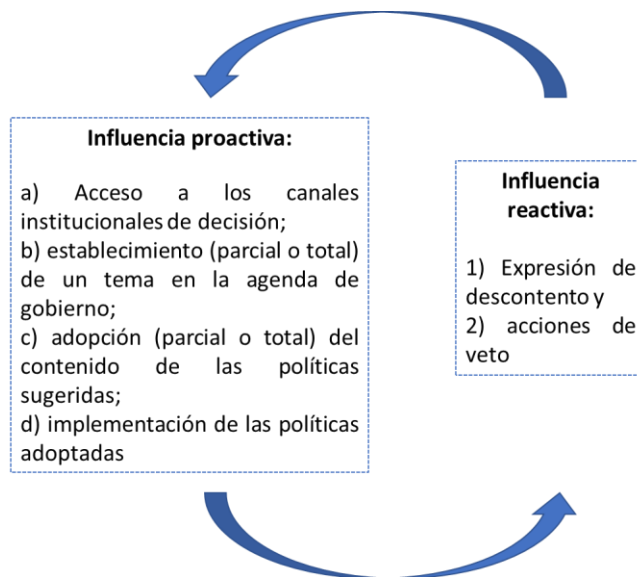 Influencia proactiva:
a) Acceso a los canales
institucionales de decisión;
b) establecimiento (parcial o total)
de un tema en la agenda de
gobierno;
c) adopción (parcial o total) del
contenido de las políticas
sugeridas;
d) implementación de las políticas
adoptadas
Influencia
reactiva:
1) Expresión de
descontento y
2) acciones de
veto